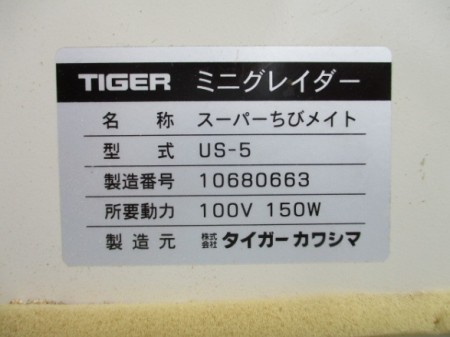 TIGER ミニグレイダー
名称 スーパーちびメイト
型式 US-5
製造番号 10680663
所要動力 100V 150W
製造元 株式会社タイガーカワシマ